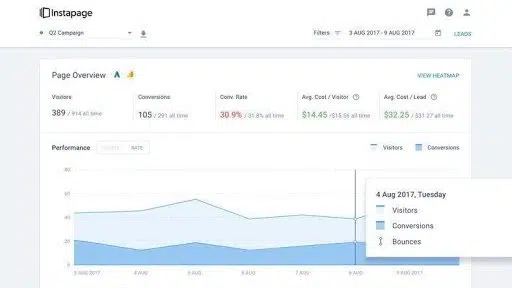 Instapage
Q2 Campaign
Filters
3 AUG 2017 - 9 AUG 2017
LEADS
Page Overview
VIEW HEATMAP
Visitors
Conversions
Conv. Rate
Avg. Cost / Visitor
Avg. Cost / Lead
389 / 914 all time
105 / 291 all time
30.9% / 31.8% all time
$14.45 /$15.56 all time
$32.25 / $31.27 all time
Performance
RATE
Visitors
Conversions
4 Aug 2017, Tuesday
Visitors
Conversions
Bounces
60
40
20
0
3 AUG 2017
4 AUG
5 AUG
6 AUG
7 AUG
8 AUG
9 AUG 2017